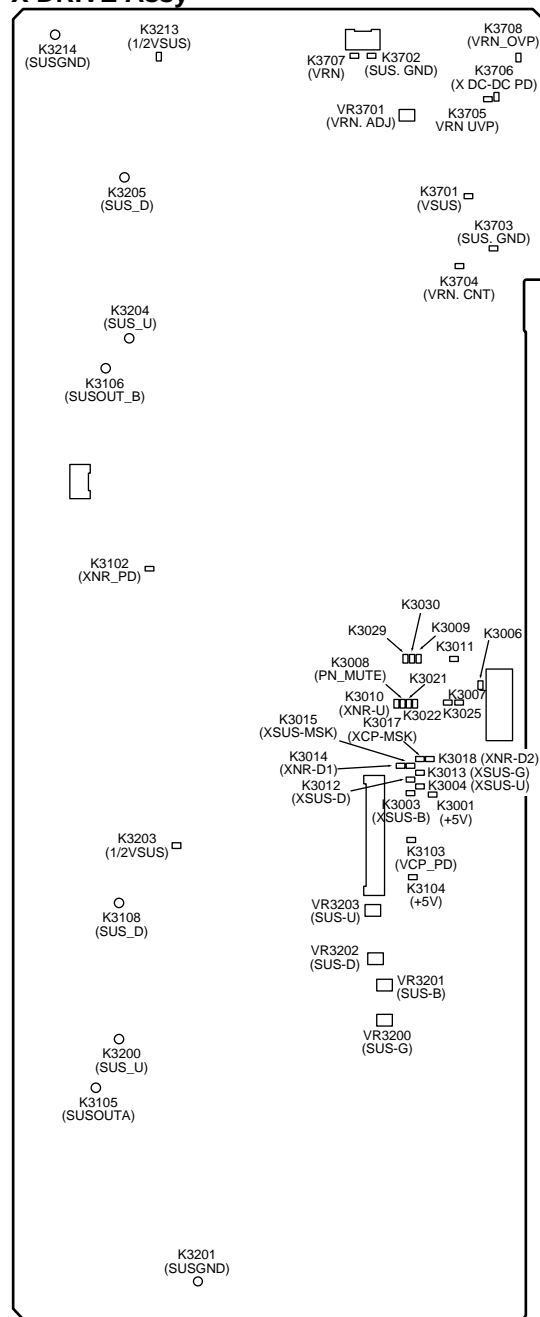 X DRIVE Assy
K3213
(1/2VSUS)
K3214
(SUSGND)
K3708
(VRN_OVP)
K3707
(VRN)
K3702
(SUS. GND)
K3706
(X DC-DC PD)
VR3701
(VRN. ADJ)
K3705
VRN UVP)
K3205
(SUS_D)
K3701
(VSUS)
K3703
(SUS. GND)
K3704
(VRN. CNT)
K3204
(SUS_U)
K3106
(SUSOUT_B)
K3102
(XNR_PD)
K3030
K3029
K3009
K3006
K3011
K3008
(PN_MUTE)
K3021
K3007
K3010
(XNR-U)
K3022
K3025
K3015
(XSUS-MSK)
K3017
(XCP-MSK)
K3014
(XNR-D1)
K3018 (XNR-D2)
K3013 (XSUS-G)
K3012
(XSUS-D)
K3004 (XSUS-U)
K3003
(XSUS-B)
K3001
(+5V)
K3203
(1/2VSUS)
K3103
(VCP_PD)
K3104
(+5V)
K3108
(SUS_D)
VR3203
(SUS-U)
VR3202
(SUS-D)
VR3201
(SUS-B)
VR3200
(SUS-G)
K3200
(SUS_U)
K3105
(SUSOUTA)
K3201
(SUSGND)